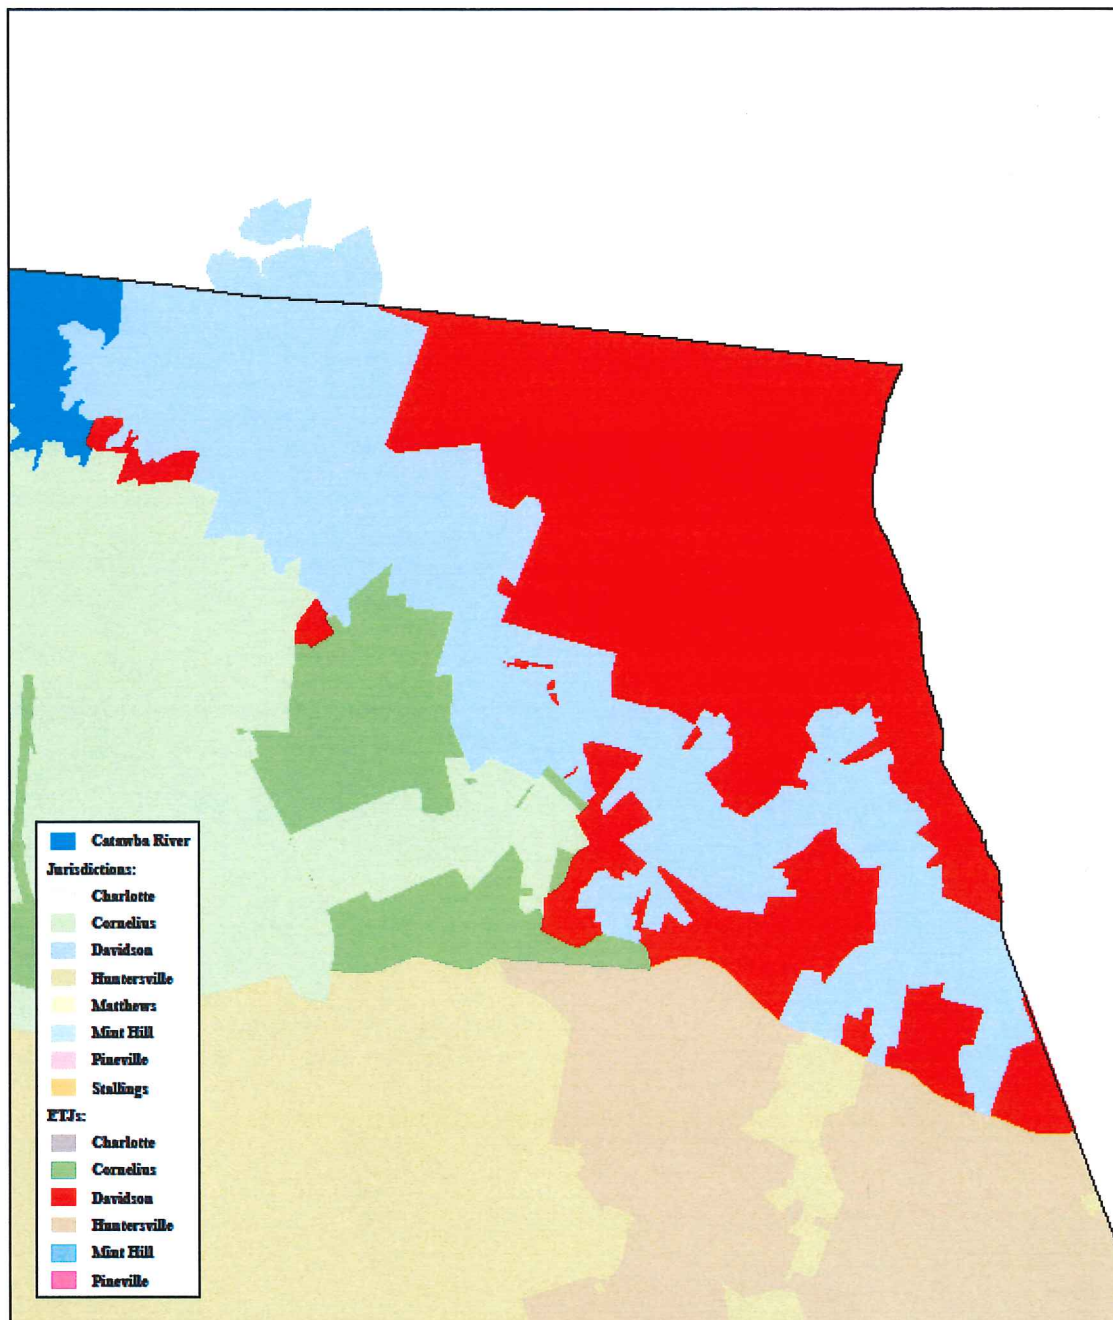 Catawba River
Jurisdictions:
Charlotte
Cornelius
Davidson
Huntersville
Matthews
Mint Hill
Pineville
Stallings
ETJs:
Charlotte
Cornelius
Davidson
Huntersville
Mint Hill
Pineville